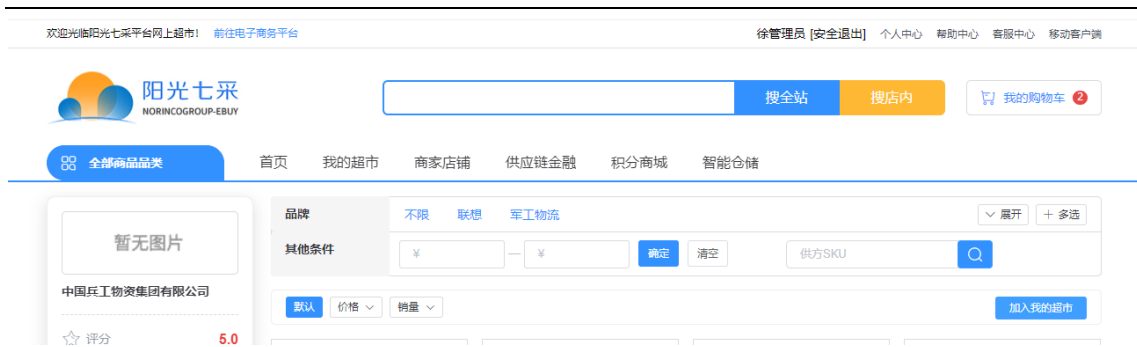 欢迎光临阳光七采平台网上超市! 前往电子商务平台 徐管理员 [安全退出] 个人中心 帮助中心 客服中心 移动客户端
阳光七采
NORINCOGROUP-EBUY
搜全站 搜店内 我的购物车 2
全部商品品类 首页 我的超市 商家店铺 供应链金融 积分商城 智能仓储
暂无图片
中国兵工物资集团有限公司
评分 5.0
品牌 不限 联想 军工物流 展开 + 多选
其他条件 ¥ — ¥ 确定 清空 供方SKU
默认 价格 销量 加入我的超市